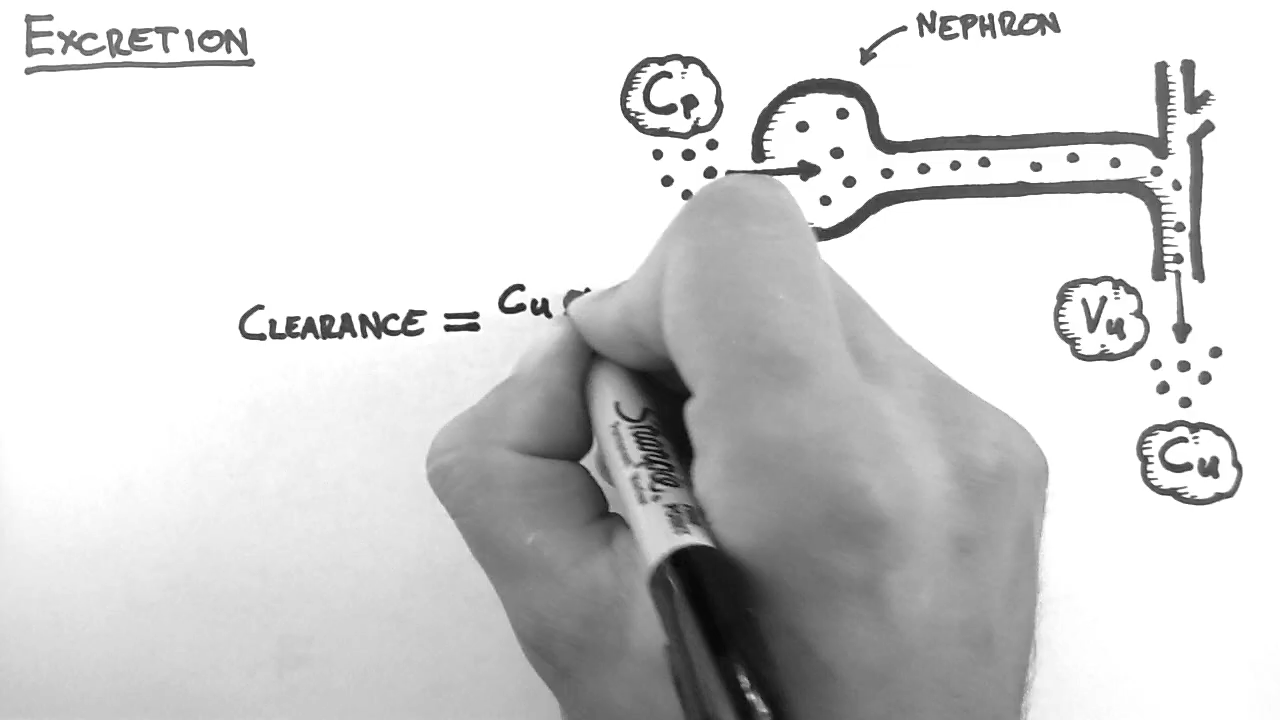 EXCRETION
NEPHRON
Cp
CLEARANCE = Cu
Vu
Cu
Sharpie